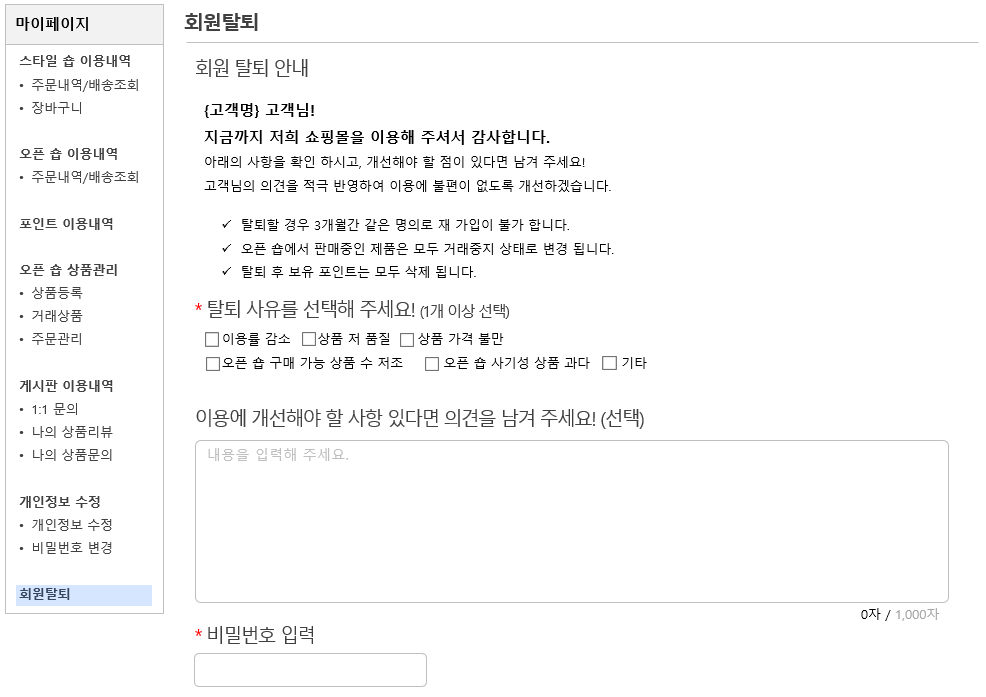 마이페이지
스타일 숍 이용내역
• 주문내역/배송조회
• 장바구니
오픈 숍 이용내역
• 주문내역/배송조회
포인트 이용내역
오픈 숍 상품관리
• 상품등록
• 거래상품
• 주문관리
게시판 이용내역
• 1:1 문의
• 나의 상품리뷰
• 나의 상품문의
개인정보 수정
• 개인정보 수정
• 비밀번호 변경
회원탈퇴
회원탈퇴
회원 탈퇴 안내
{고객명} 고객님!
지금까지 저희 쇼핑몰을 이용해 주셔서 감사합니다.
아래의 사항을 확인 하시고, 개선해야 할 점이 있다면 남겨 주세요!
고객님의 의견을 적극 반영하여 이용에 불편이 없도록 개선하겠습니다.
✓ 탈퇴할 경우 3개월간 같은 명의로 재 가입이 불가 합니다.
✓ 오픈 숍에서 판매중인 제품은 모두 거래중지 상태로 변경 됩니다.
✓ 탈퇴 후 보유 포인트는 모두 삭제 됩니다.
* 탈퇴 사유를 선택해 주세요! (1개 이상 선택)
이용률 감소 상품 저 품질 상품 가격 불만
오픈 숍 구매 가능 상품 수 저조 오픈 숍 사기성 상품 과다 기타
이용에 개선해야 할 사항 있다면 의견을 남겨 주세요! (선택)
내용을 입력해 주세요.
0자 / 1,000자
* 비밀번호 입력